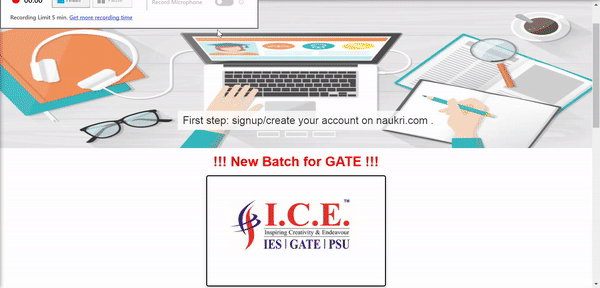 00:00
Record Microphone
Recording Limit 5 min. Get more recording time
First step: signup/create your account on naukri.com .
!!! New Batch for GATE !!!
I.C.E.™
Inspiring Creativity & Endeavour
IES | GATE | PSU